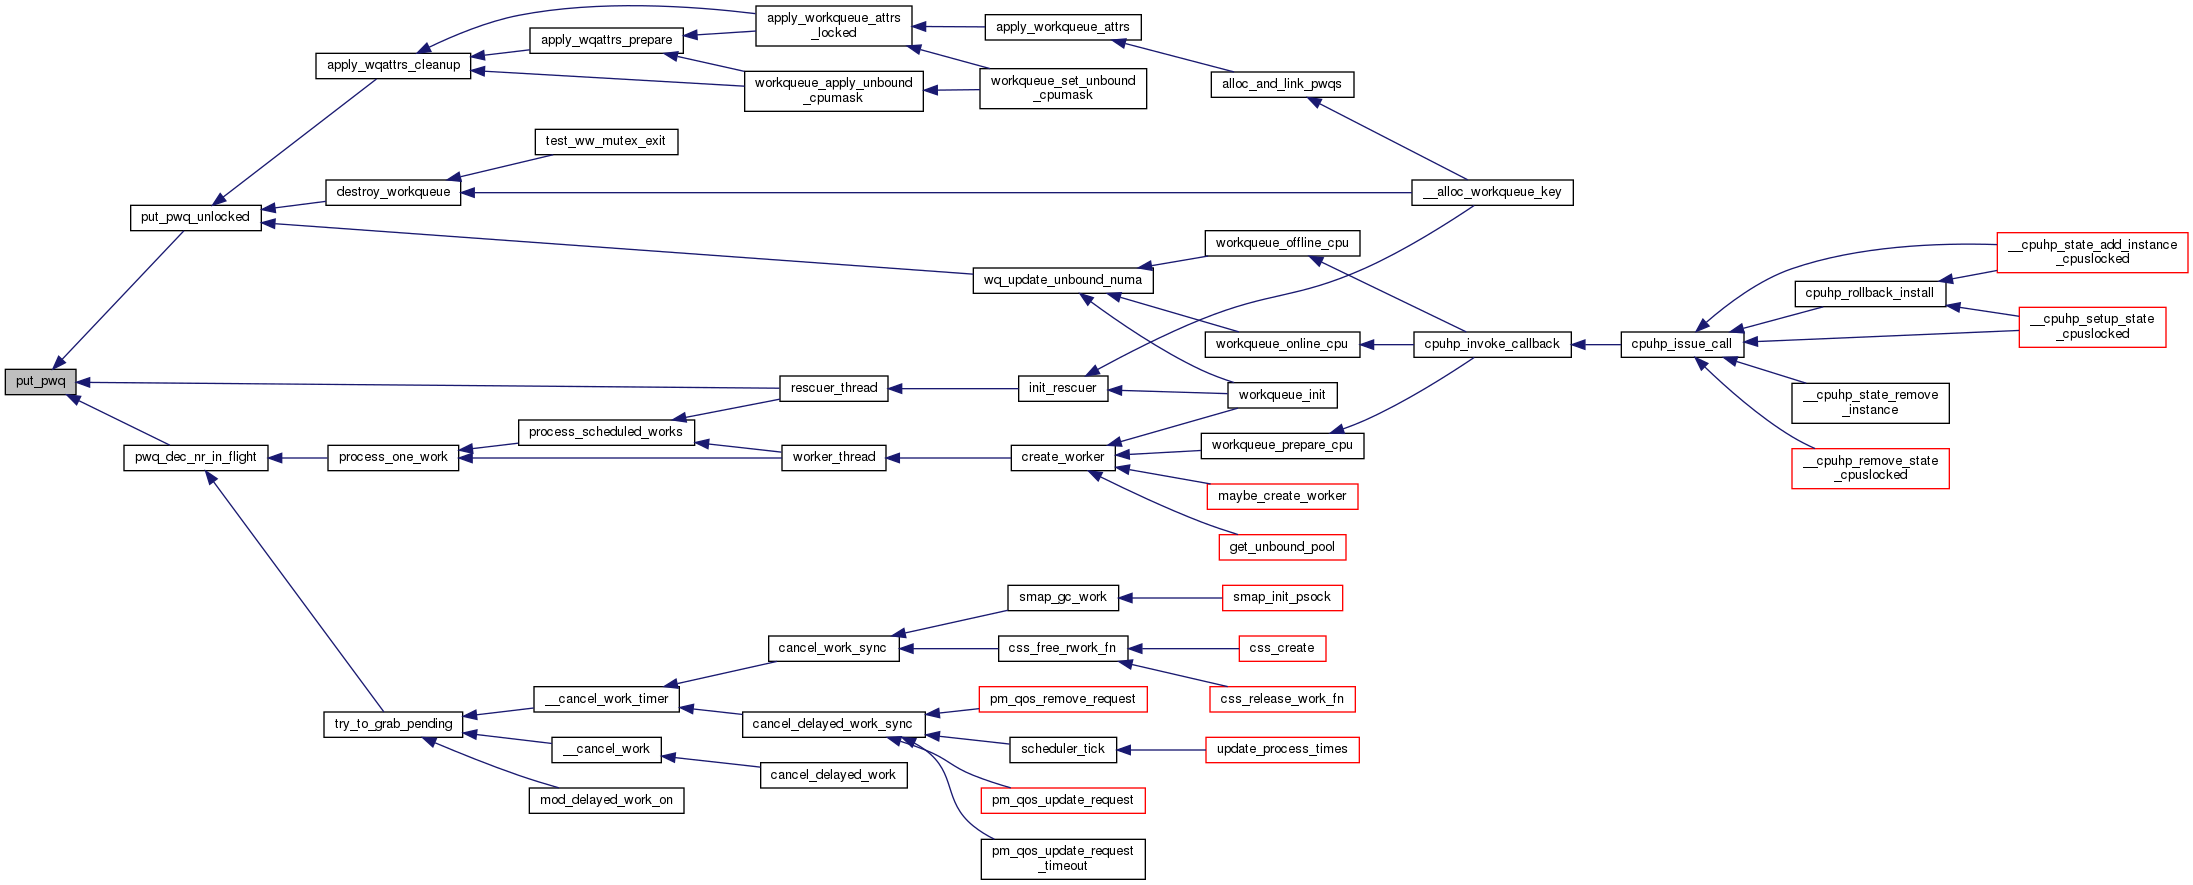 apply_workqueue_attrs
_locked
apply_workqueue_attrs
apply_wqattrs_prepare
apply_wqattrs_cleanup
workqueue_apply_unbound
_cpumask
workqueue_set_unbound
_cpumask
alloc_and_link_pwqs
test_ww_mutex_exit
destroy_workqueue
__alloc_workqueue_key
put_pwq_unlocked
workqueue_offline_cpu
__cpuhp_state_add_instance
_cpuslocked
wq_update_unbound_numa
cpuhp_rollback_install
__cpuhp_setup_state
_cpuslocked
workqueue_online_cpu
cpuhp_invoke_callback
cpuhp_issue_call
put_pwq
rescuer_thread
init_rescuer
workqueue_init
__cpuhp_state_remove
_instance
process_scheduled_works
workqueue_prepare_cpu
pwq_dec_nr_in_flight
process_one_work
worker_thread
create_worker
__cpuhp_remove_state
_cpuslocked
maybe_create_worker
get_unbound_pool
smap_gc_work
smap_init_psock
cancel_work_sync
css_free_rwork_fn
css_create
__cancel_work_timer
pm_qos_remove_request
css_release_work_fn
try_to_grab_pending
cancel_delayed_work_sync
__cancel_work
scheduler_tick
update_process_times
cancel_delayed_work
mod_delayed_work_on
pm_qos_update_request
pm_qos_update_request
_timeout